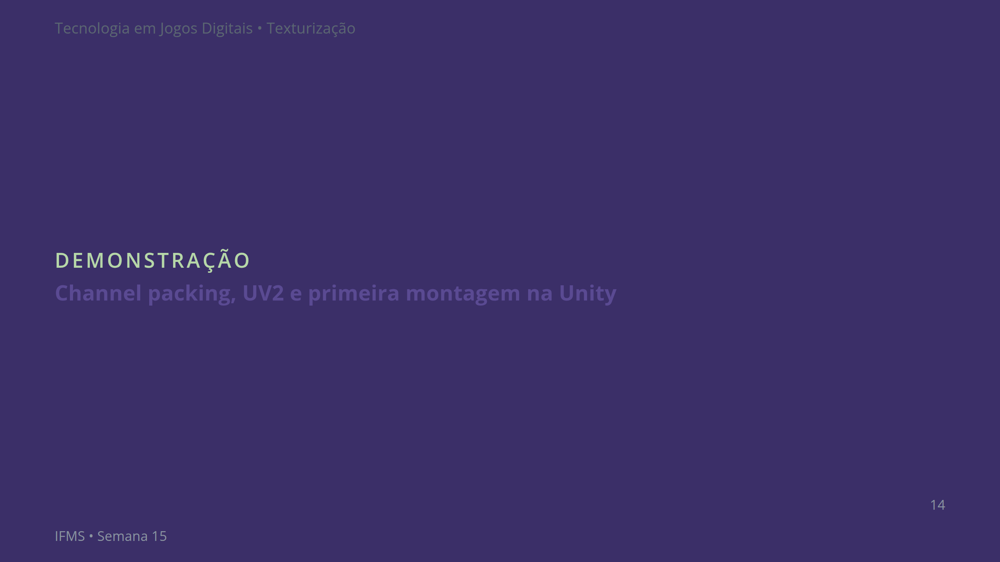 Tecnologia em Jogos Digitais • Texturização
DEMONSTRAÇÃO
Channel packing, UV2 e primeira montagem na Unity
14
IFMS • Semana 15